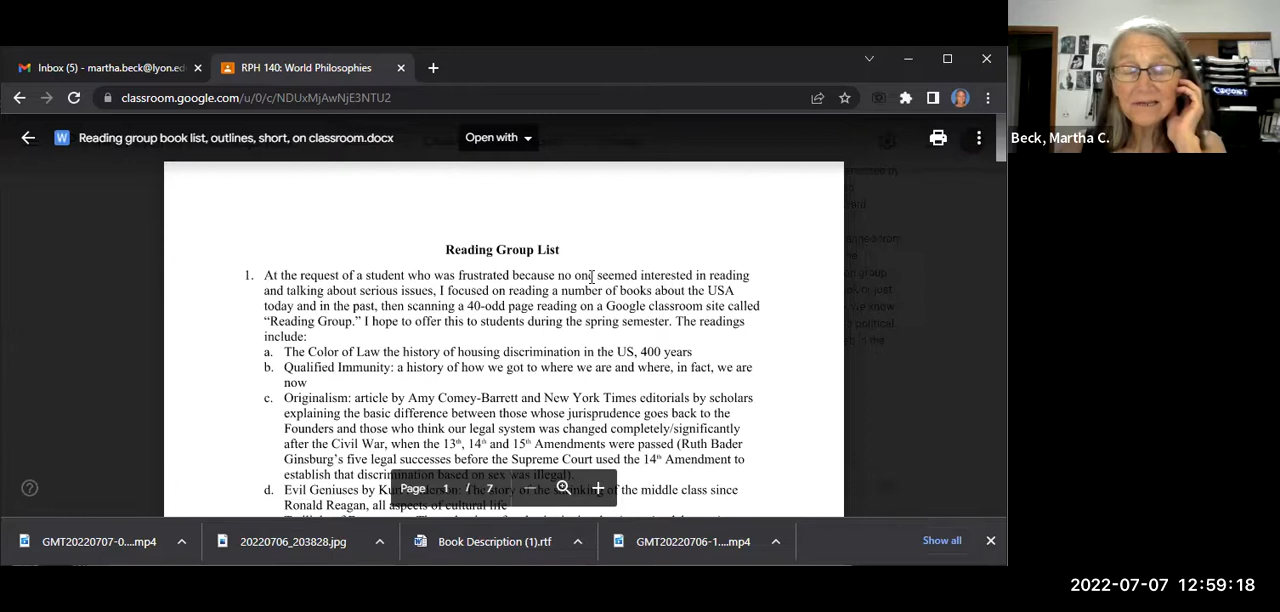 Inbox (5) - martha.beck@lyon.ed
RPH 140: World Philosophies
classroom.google.com/u/0/c/NDUxMjAwNjE3NTU2
Reading group book list, outlines, short, on classroom.docx
Open with
Beck, Martha C.
Reading Group List
1. At the request of a student who was frustrated because no one seemed interested in reading
and talking about serious issues, I focused on reading a number of books about the USA
today and in the past, then scanning a 40-odd page reading on a Google classroom site called
“Reading Group.” I hope to offer this to students during the spring semester. The readings
include:
a. The Color of Law the history of housing discrimination in the US, 400 years
b. Qualified Immunity: a history of how we got to where we are and where, in fact, we are
now
c. Originalism: article by Amy Comey-Barrett and New York Times editorials by scholars
explaining the basic difference between those whose jurisprudence goes back to the
Founders and those who think our legal system was changed completely/significantly
after the Civil War, when the 13th, 14th and 15th Amendments were passed (Ruth Bader
Ginsburg’s five legal successes before the Supreme Court used the 14th Amendment to
establish that discrimination based on sex was illegal).
d. Evil Geniuses by Kurt Anderson: The story of the shrinking of the middle class since
Ronald Reagan, all aspects of cultural life
Page 1 / 7
GMT20220707-0....mp4
20220706_203828.jpg
Book Description (1).rtf
GMT20220706-1....mp4
Show all
2022-07-07 12:59:18